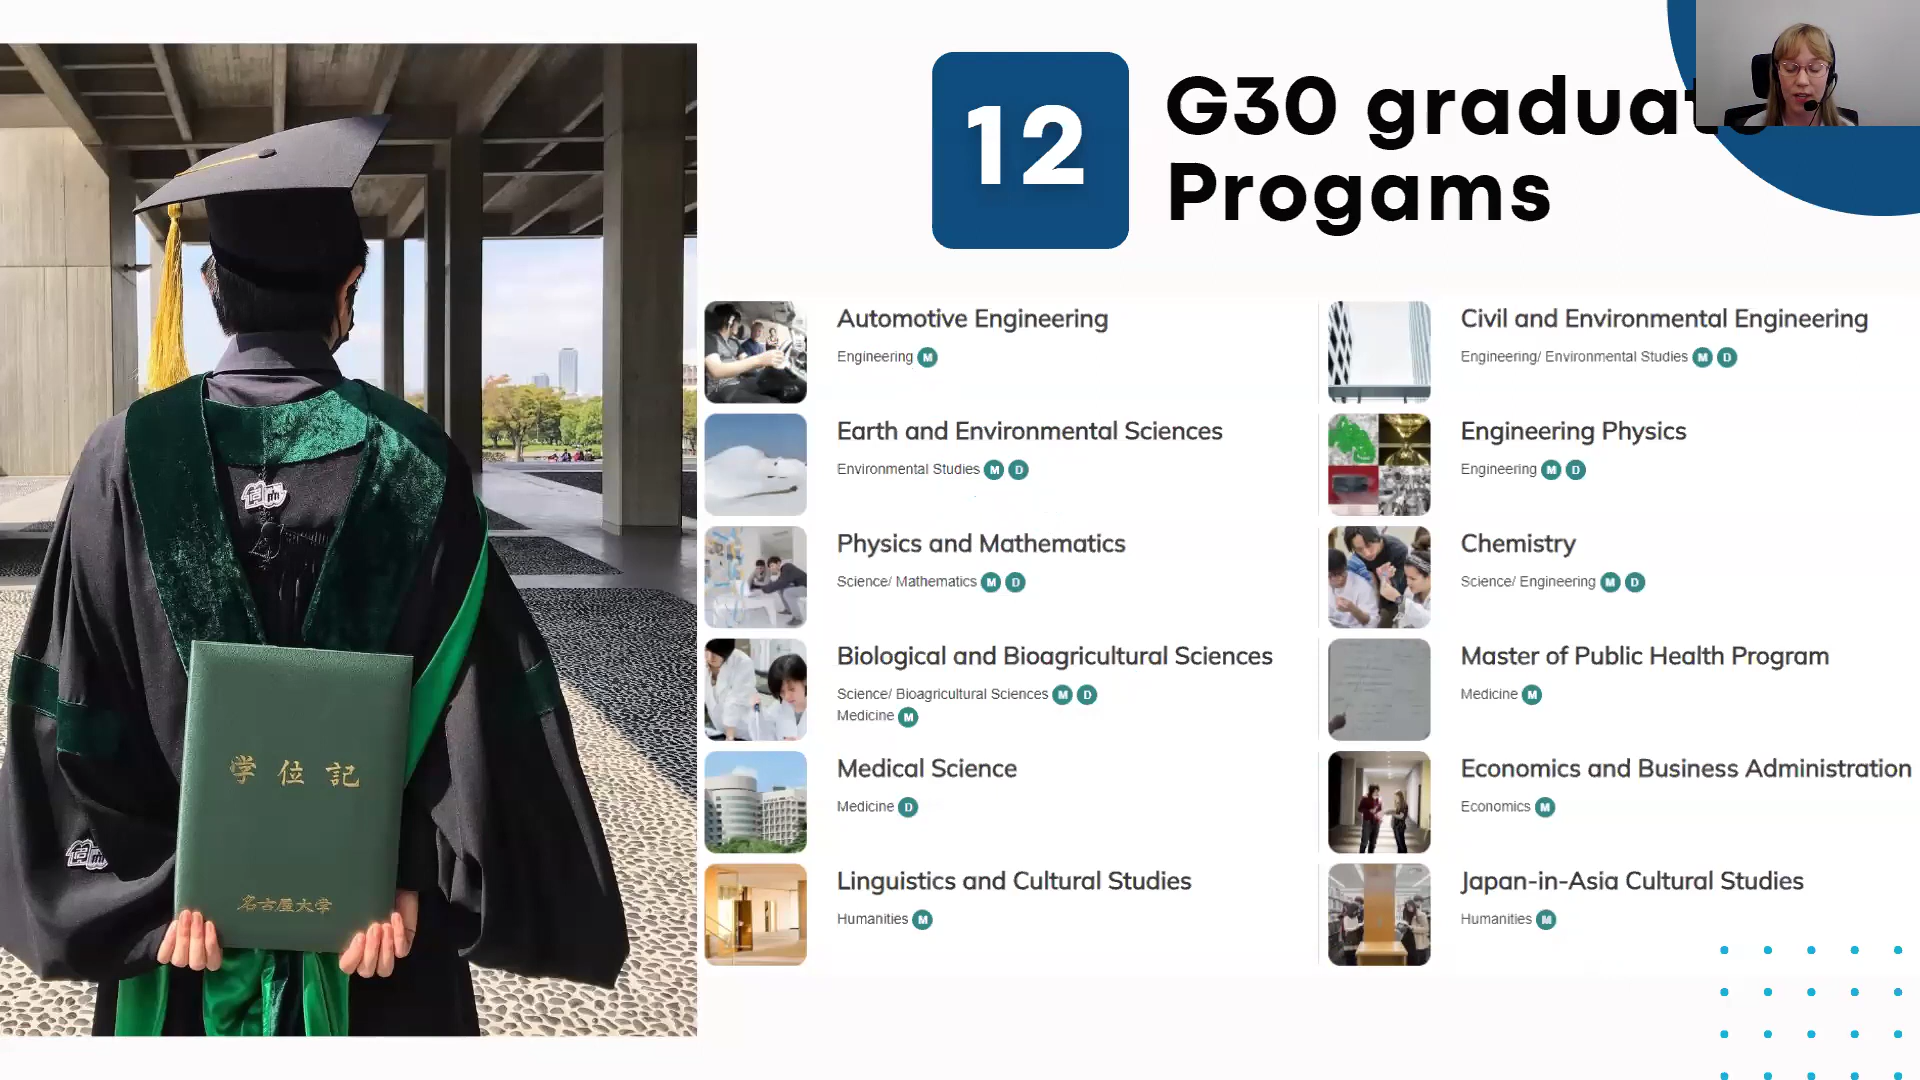 12
G30 graduat
Progams
Automotive Engineering
Engineering M
Civil and Environmental Engineering
Engineering/ Environmental Studies M D
Earth and Environmental Sciences
Environmental Studies M D
Engineering Physics
Engineering M D
Physics and Mathematics
Science/ Mathematics M D
Chemistry
Science/ Engineering M D
Biological and Bioagricultural Sciences
Science/ Bioagricultural Sciences M D
Medicine M
Master of Public Health Program
Medicine M
Medical Science
Medicine D
Economics and Business Administration
Economics M
Linguistics and Cultural Studies
Humanities M
Japan-in-Asia Cultural Studies
Humanities M
学位記
名古屋大学